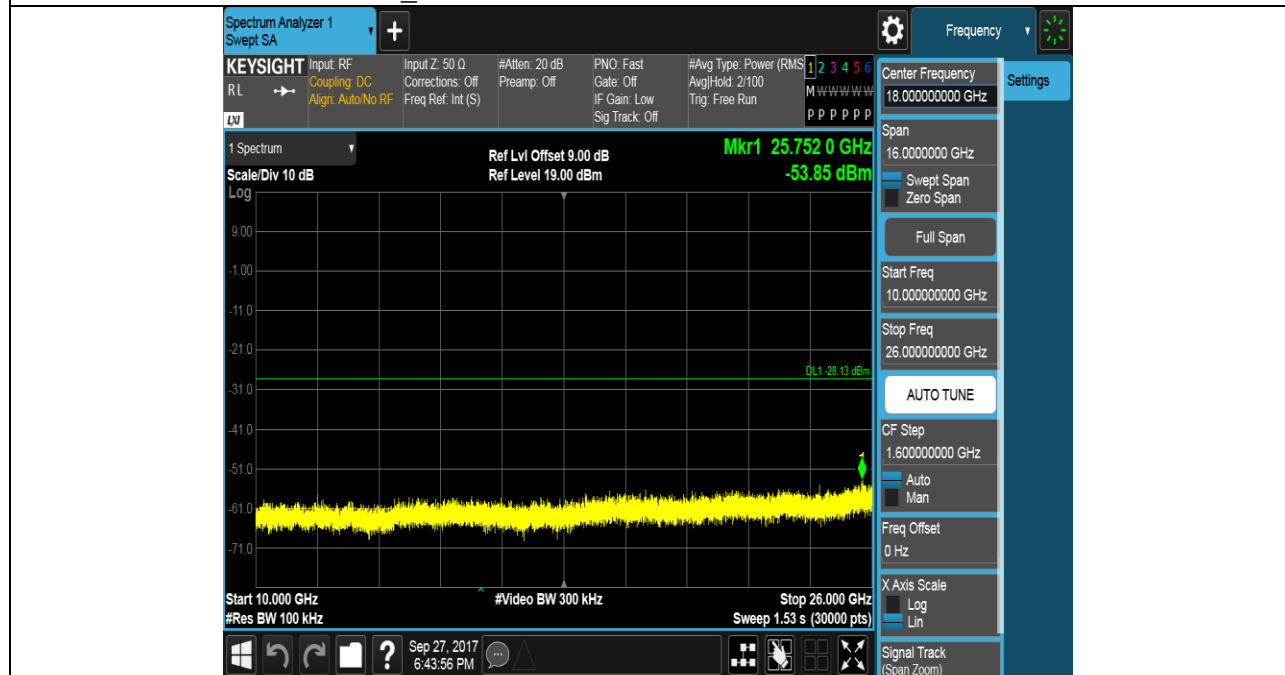 Spectrum Analyzer 1
Swept SA
+
Frequency
KEYSIGHT
RL
LXI
Input: RF
Coupling: DC
Align: Auto/No RF
Input Z: 50 Ω
Corrections: Off
Freq Ref: Int (S)
#Atten: 20 dB
Preamp: Off
PNO: Fast
Gate: Off
IF Gain: Low
Sig Track: Off
#Avg Type: Power (RMS
Avg|Hold: 2/100
Trig: Free Run
1 2 3 4 5 6
M W W W W W
P P P P P P
Center Frequency
18.000000000 GHz
Settings
1 Spectrum
Scale/Div 10 dB
Ref Lvl Offset 9.00 dB
Ref Level 19.00 dBm
Mkr1 25.752 0 GHz
-53.85 dBm
Log
9.00
-1.00
-11.0
-21.0
-31.0
-41.0
-51.0
-61.0
-71.0
DL1 -28.13 dBm
1
Start 10.000 GHz
#Res BW 100 kHz
#Video BW 300 kHz
Stop 26.000 GHz
Sweep 1.53 s (30000 pts)
Span
16.0000000 GHz
Swept Span
Zero Span
Full Span
Start Freq
10.000000000 GHz
Stop Freq
26.000000000 GHz
AUTO TUNE
CF Step
1.600000000 GHz
Auto
Man
Freq Offset
0 Hz
X Axis Scale
Log
Lin
Signal Track
(Span Zoom)
?
Sep 27, 2017
6:43:56 PM